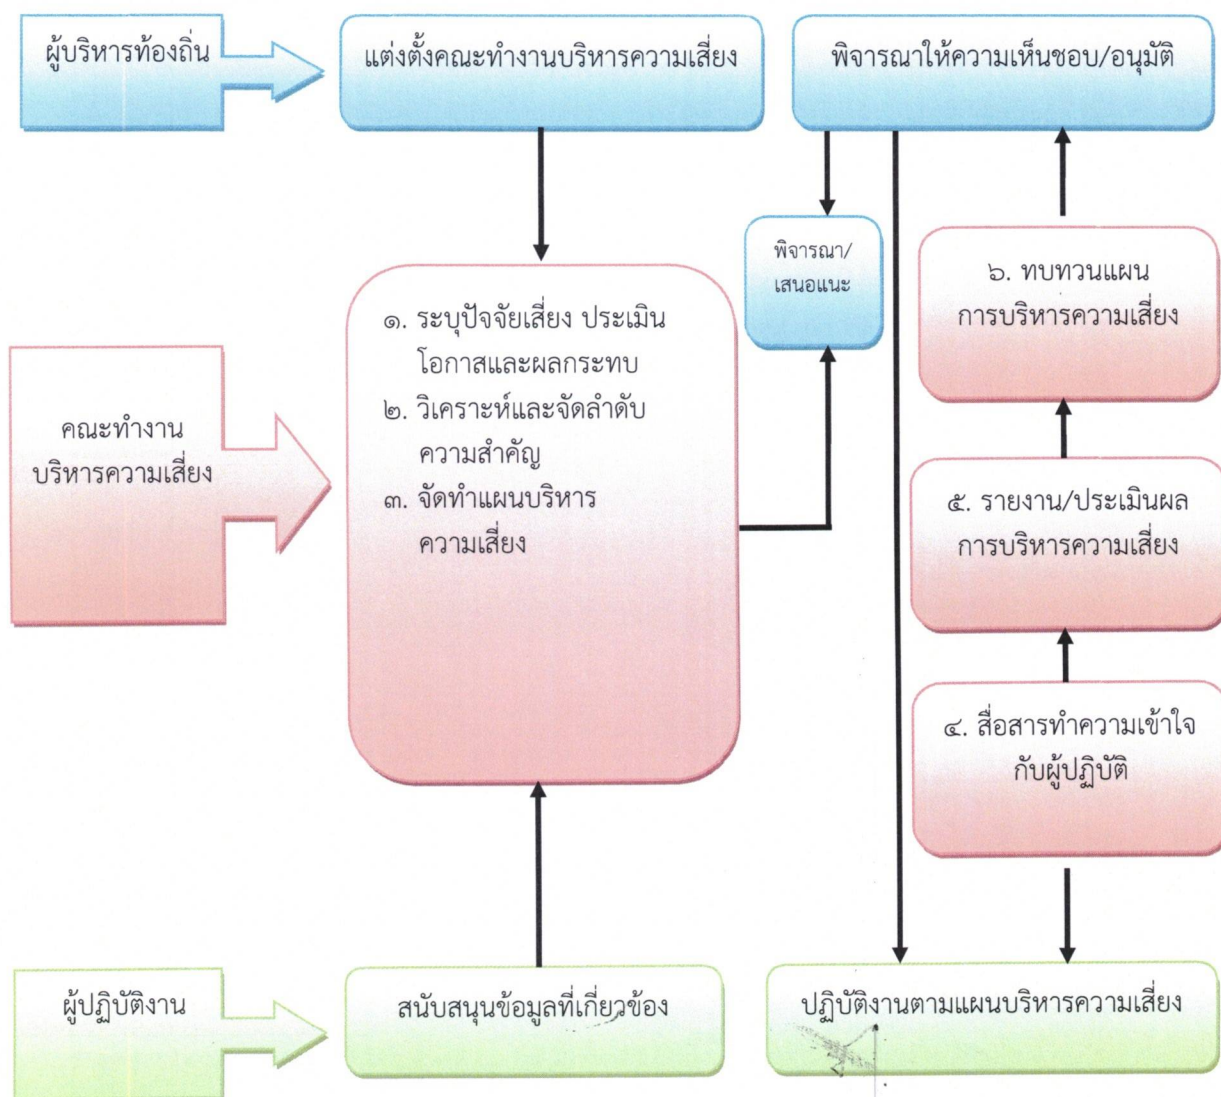 ผู้บริหารท้องถิ่น
แต่งตั้งคณะทำงานบริหารความเสี่ยง
พิจารณาให้ความเห็นชอบ/อนุมัติ
พิจารณา/
เสนอแนะ
๖. ทบทวนแผน
การบริหารความเสี่ยง
คณะทำงาน
บริหารความเสี่ยง
๑. ระบุปัจจัยเสี่ยง ประเมิน
โอกาสและผลกระทบ
๒. วิเคราะห์และจัดลำดับ
ความสำคัญ
๓. จัดทำแผนบริหาร
ความเสี่ยง
๕. รายงาน/ประเมินผล
การบริหารความเสี่ยง
๔. สื่อสารทำความเข้าใจ
กับผู้ปฏิบัติ
ผู้ปฏิบัติงาน
สนับสนุนข้อมูลที่เกี่ยวข้อง
ปฏิบัติงานตามแผนบริหารความเสี่ยง